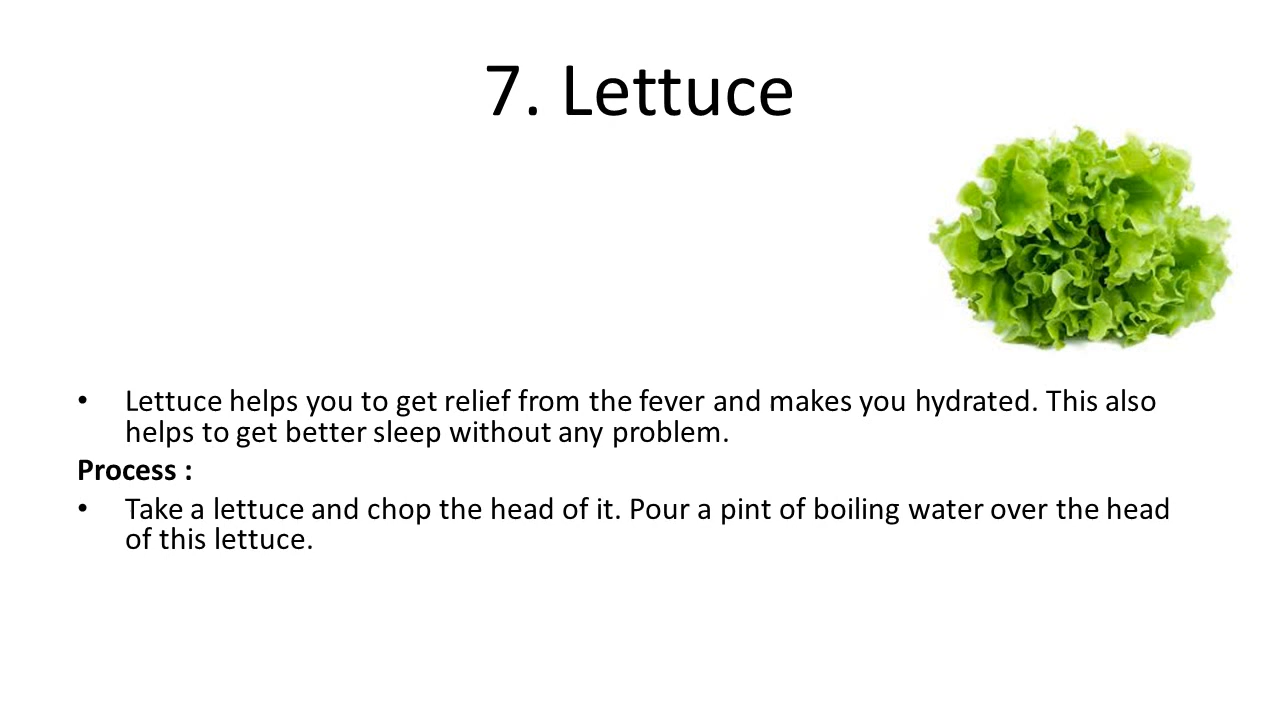 7. Lettuce
• Lettuce helps you to get relief from the fever and makes you hydrated. This also
helps to get better sleep without any problem.
Process :
• Take a lettuce and chop the head of it. Pour a pint of boiling water over the head
of this lettuce.